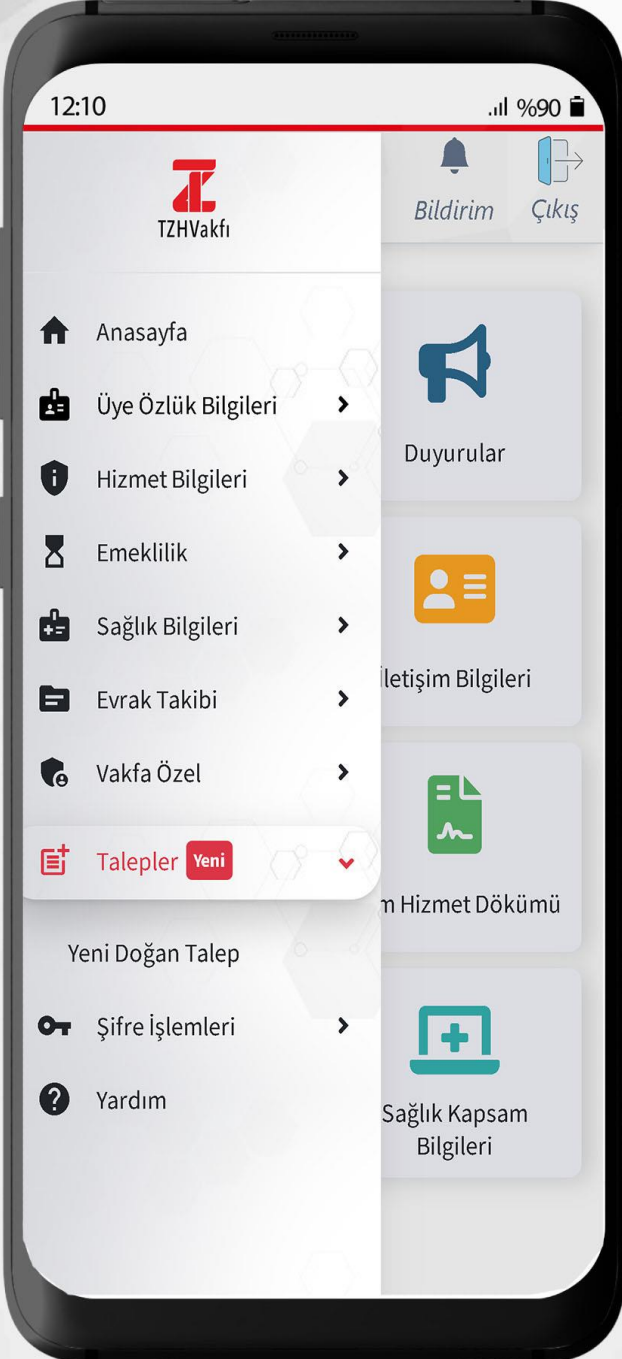 12:10
%90
TZHVakfı
Bildirim
Çıkış
Anasayfa
Üye Özlük Bilgileri
Hizmet Bilgileri
Emeklilik
Sağlık Bilgileri
Evrak Takibi
Vakfa Özel
Talepler Yeni
Yeni Doğan Talep
Şifre İşlemleri
Yardım
Duyurular
İletişim Bilgileri
m Hizmet Dökümü
Sağlık Kapsam
Bilgileri